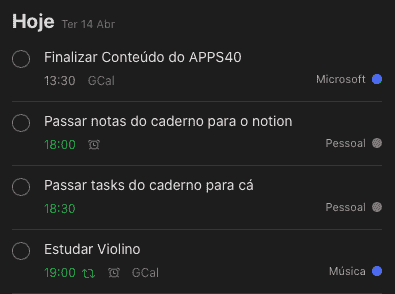 Hoje Ter 14 Abr
Finalizar Conteúdo do APPS40
13:30 GCal Microsoft
Passar notas do caderno para o notion
18:00 Pessoal
Passar tasks do caderno para cá
18:30 Pessoal
Estudar Violino
19:00 GCal Música